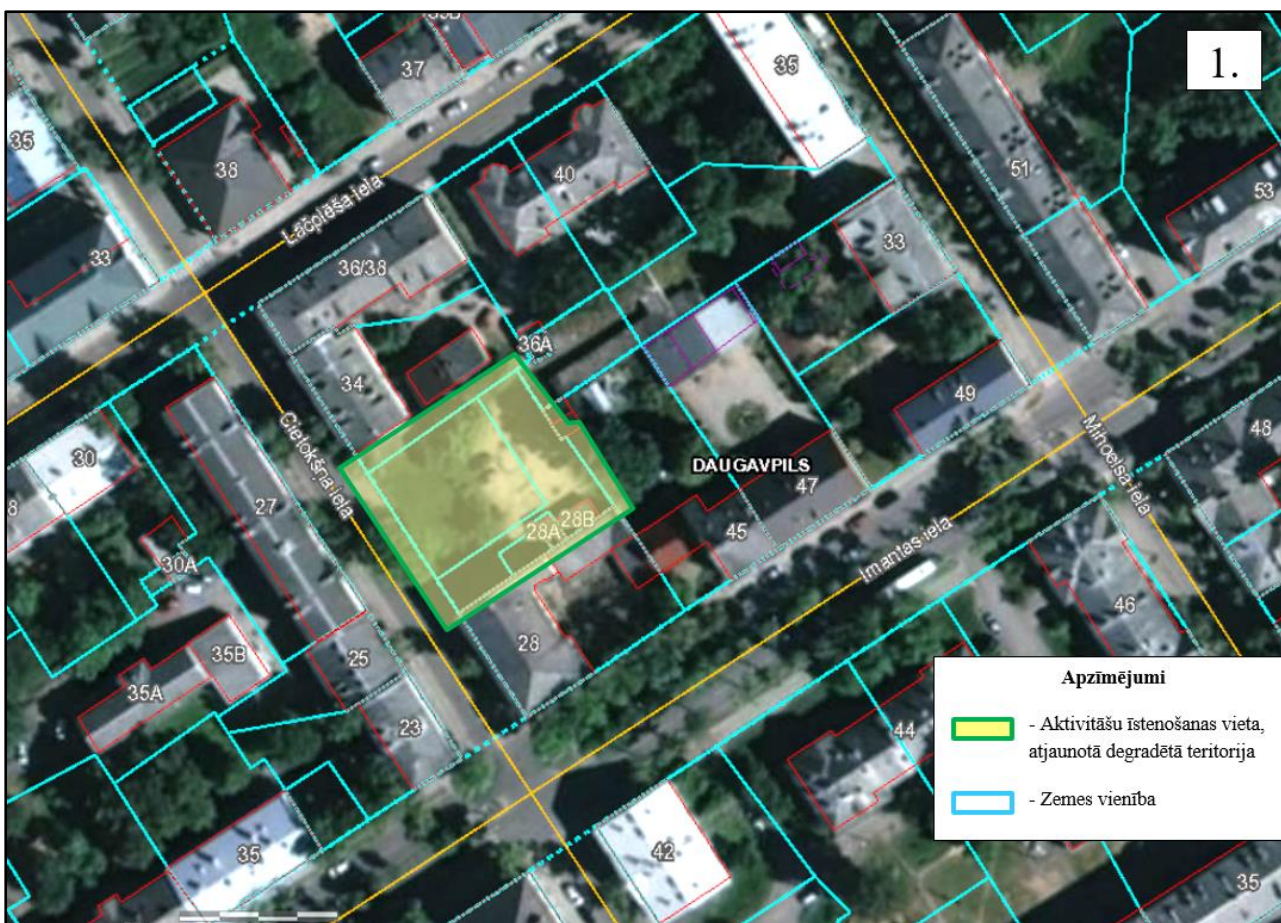 1.
39B
37
35
35
38
40
51
53
Lāčplēša iela
33
33
36/38
36A
34
49
Cietokšņa iela
30
27
DAUGAVPILS
47
Mihoelsa iela
48
28B
28A
45
8
30A
Imantas iela
28
46
25
35B
35A
23
44
35
42
35
Apzīmējumi
- Aktivitāšu īstenošanas vieta,
atjaunotā degradētā teritorija
- Zemes vienība